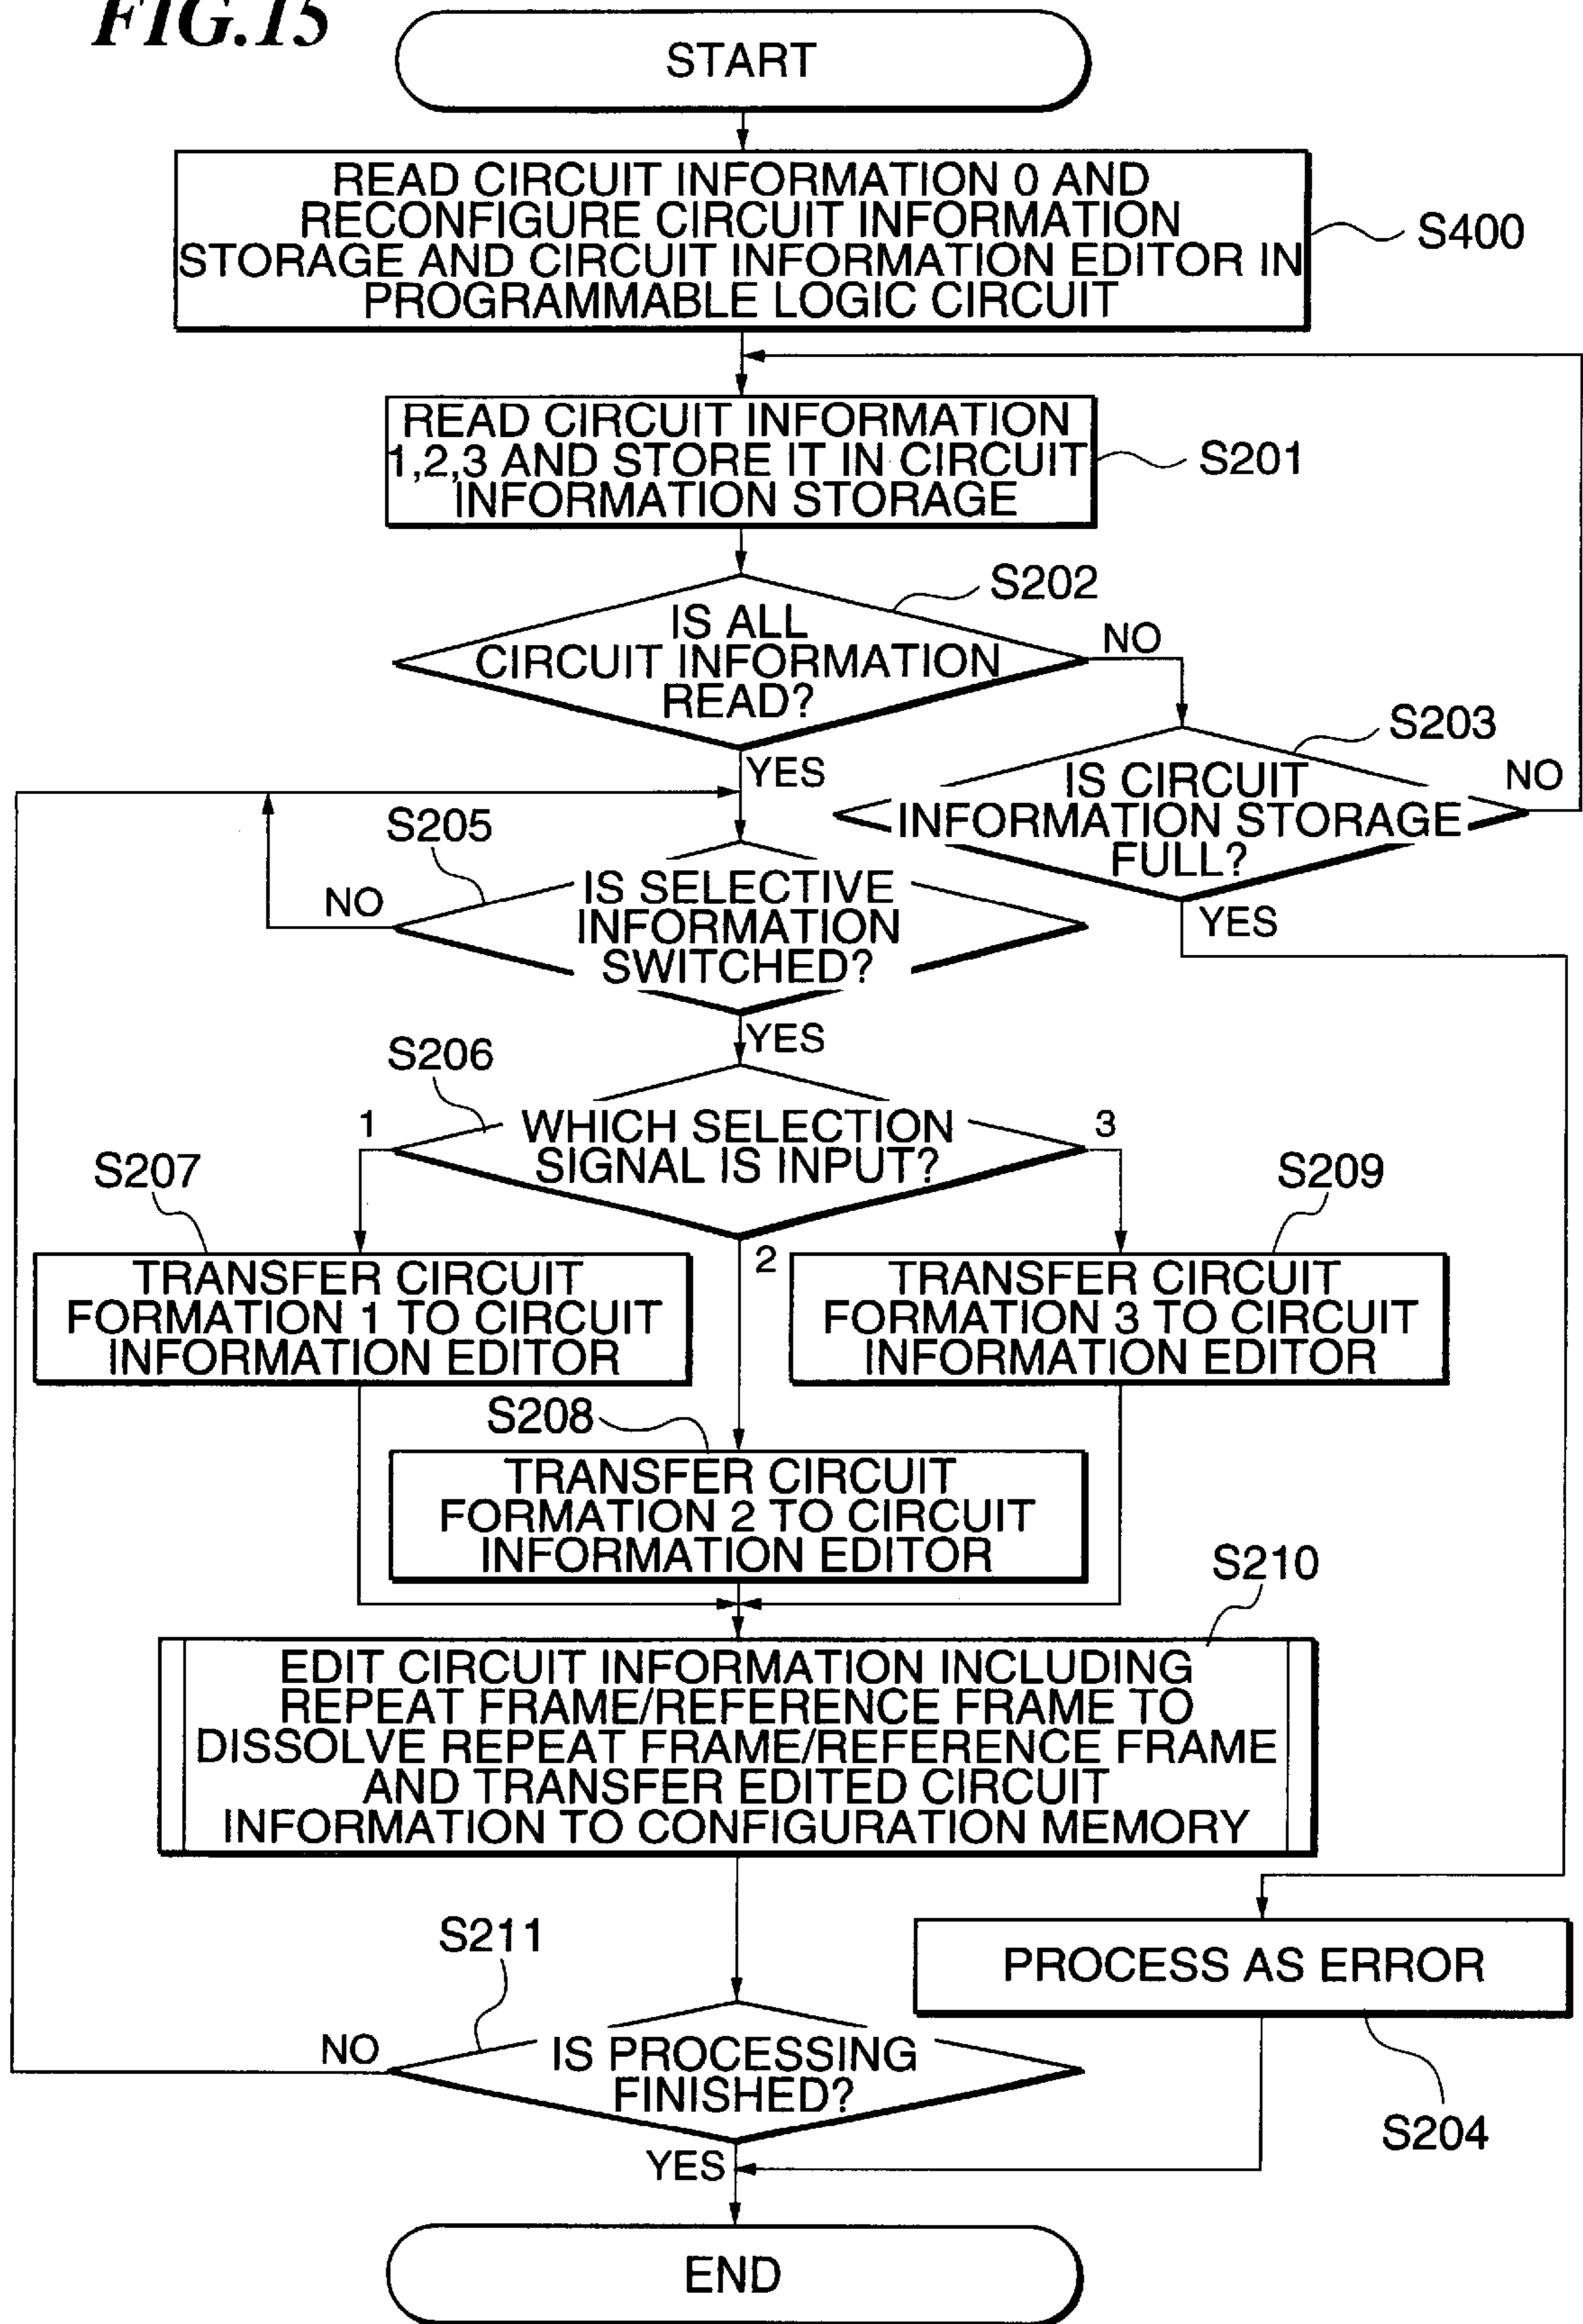 FIG.15
START
READ CIRCUIT INFORMATION 0 AND
RECONFIGURE CIRCUIT INFORMATION
STORAGE AND CIRCUIT INFORMATION EDITOR IN
PROGRAMMABLE LOGIC CIRCUIT
S400
READ CIRCUIT INFORMATION
1,2,3 AND STORE IT IN CIRCUIT
INFORMATION STORAGE
S201
S202
IS ALL
CIRCUIT INFORMATION
READ?
NO
YES
S203
IS CIRCUIT
INFORMATION STORAGE
FULL?
NO
YES
S205
IS SELECTIVE
INFORMATION
SWITCHED?
NO
YES
S206
WHICH SELECTION
SIGNAL IS INPUT?
1
3
2
S207
TRANSFER CIRCUIT
FORMATION 1 TO CIRCUIT
INFORMATION EDITOR
S209
TRANSFER CIRCUIT
FORMATION 3 TO CIRCUIT
INFORMATION EDITOR
S208
TRANSFER CIRCUIT
FORMATION 2 TO CIRCUIT
INFORMATION EDITOR
S210
EDIT CIRCUIT INFORMATION INCLUDING
REPEAT FRAME/REFERENCE FRAME TO
DISSOLVE REPEAT FRAME/REFERENCE FRAME
AND TRANSFER EDITED CIRCUIT
INFORMATION TO CONFIGURATION MEMORY
S211
IS PROCESSING
FINISHED?
NO
YES
PROCESS AS ERROR
S204
END